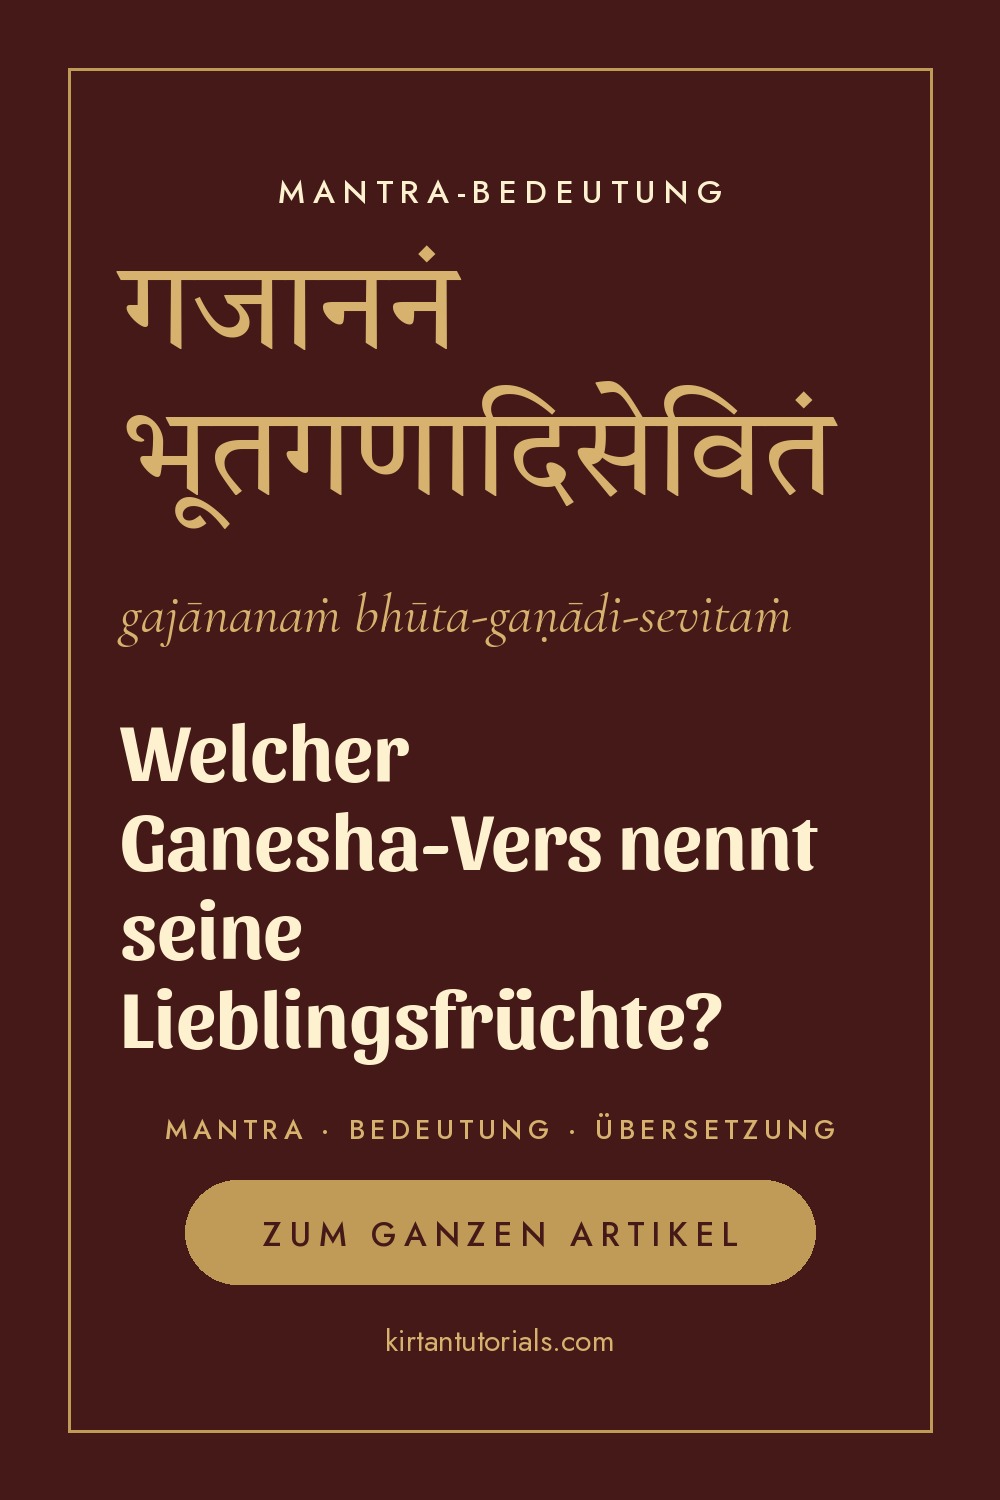 MANTRA-BEDEUTUNG
गजाननं
भूतगणादिसेवितं
gajānanaṁ bhūta-gaṇādi-sevitaṁ
Welcher
Ganesha-Vers nennt
seine
Lieblingsfrüchte?
MANTRA · BEDEUTUNG · ÜBERSETZUNG
ZUM GANZEN ARTIKEL
kirtantutorials.com